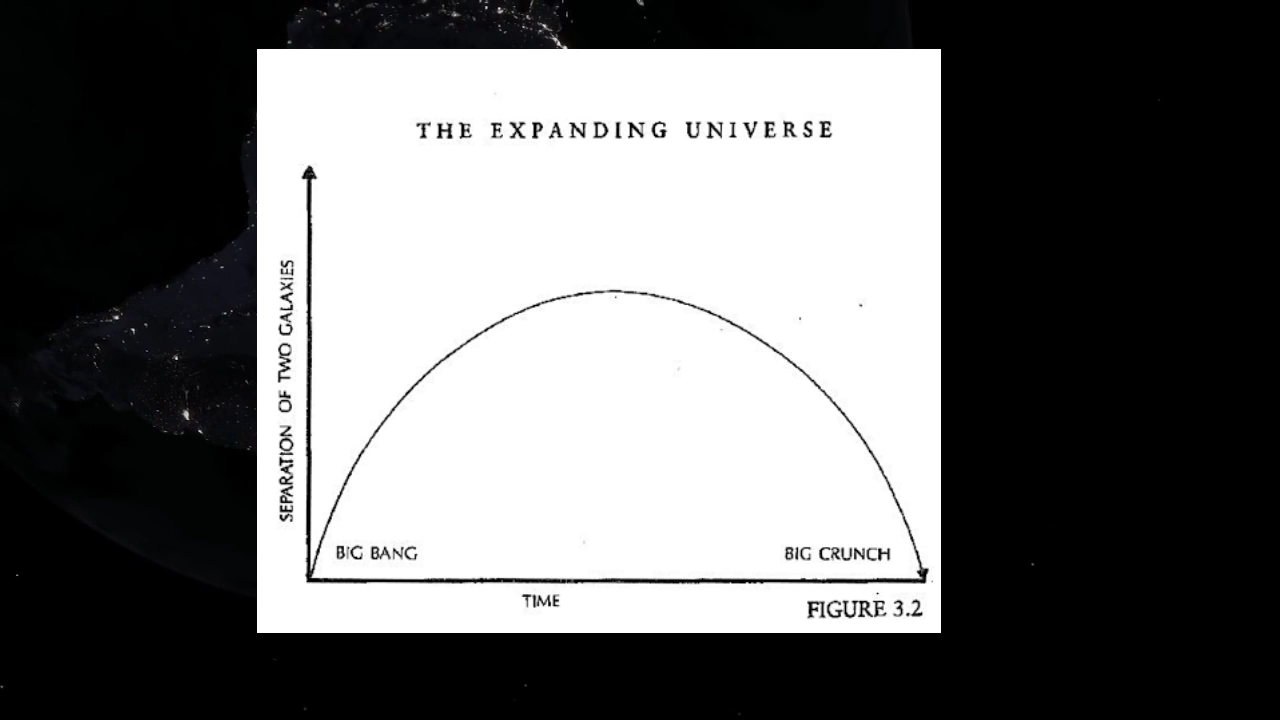 THE EXPANDING UNIVERSE
SEPARATION OF TWO GALAXIES
BIG BANG
BIG CRUNCH
TIME
FIGURE 3.2